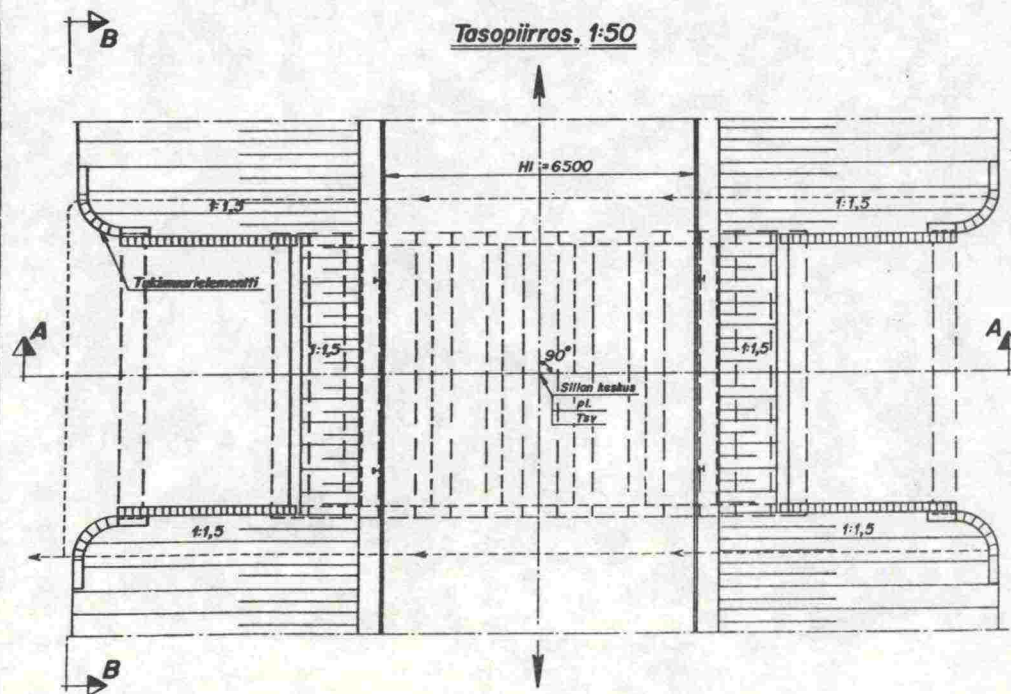 B
Tasopiirros. 1:50
Hl = 6500
1:1,5
1:1,5
Tukimuurielementti
A
A
1:1,5
1:1,5
90°
Sillan keskus
pl.
Tsv
1:1,5
1:1,5
B